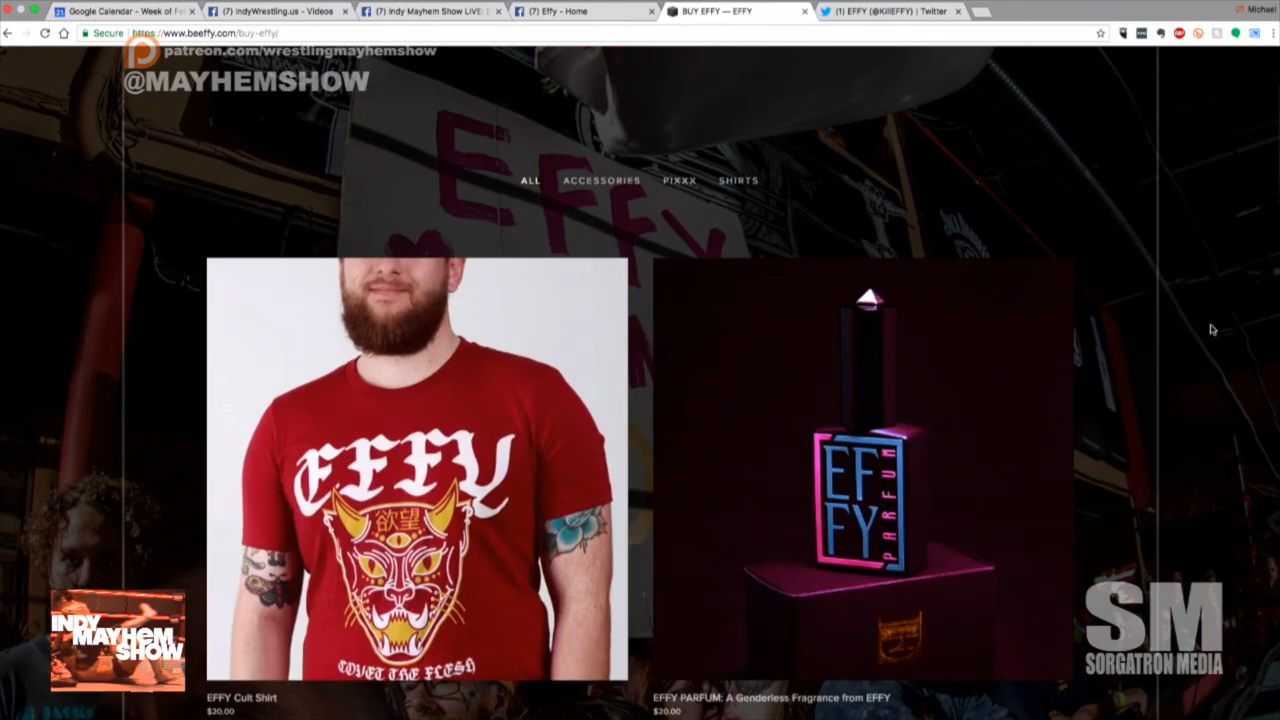 Google Calendar - Week of Fe
(7) IndyWrestling.us - Videos
(7) Indy Mayhem Show LIVE:
(7) Effy - Home
BUY EFFY — EFFY
(1) EFFY (@KillEFFY) | Twitter
Michael
Secure
https://www.beeffy.com/buy-effy/
patreon.com/wrestlingmayhemshow
@MAYHEMSHOW
EFFY
ALL
ACCESSORIES
PIXXX
SHIRTS
EFFY
欲望
COVET THE FLESH
EF
FY
PARFUM
INDY
MAYHEM
SHOW
SM
SORGATRON MEDIA
EFFY Cult Shirt
$20.00
EFFY PARFUM: A Genderless Fragrance from EFFY
$20.00